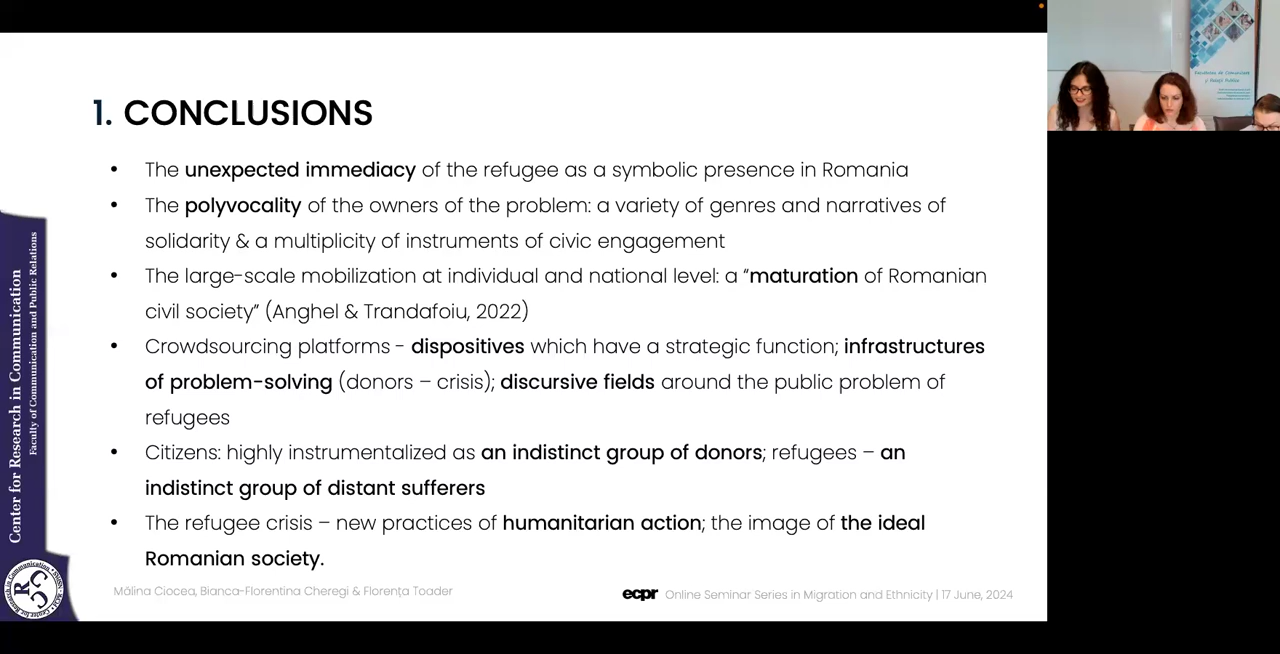 1. CONCLUSIONS
• The unexpected immediacy of the refugee as a symbolic presence in Romania
• The polyvocality of the owners of the problem: a variety of genres and narratives of
solidarity & a multiplicity of instruments of civic engagement
• The large-scale mobilization at individual and national level: a “maturation of Romanian
civil society” (Anghel & Trandafoiu, 2022)
• Crowdsourcing platforms - dispositives which have a strategic function; infrastructures
of problem-solving (donors – crisis); discursive fields around the public problem of
refugees
• Citizens: highly instrumentalized as an indistinct group of donors; refugees – an
indistinct group of distant sufferers
• The refugee crisis – new practices of humanitarian action; the image of the ideal
Romanian society.
Mălina Ciocea, Bianca-Florentina Cheregi & Florența Toader
ecpr Online Seminar Series in Migration and Ethnicity | 17 June, 2024
Center for Research in Communication
Faculty of Communication and Public Relations